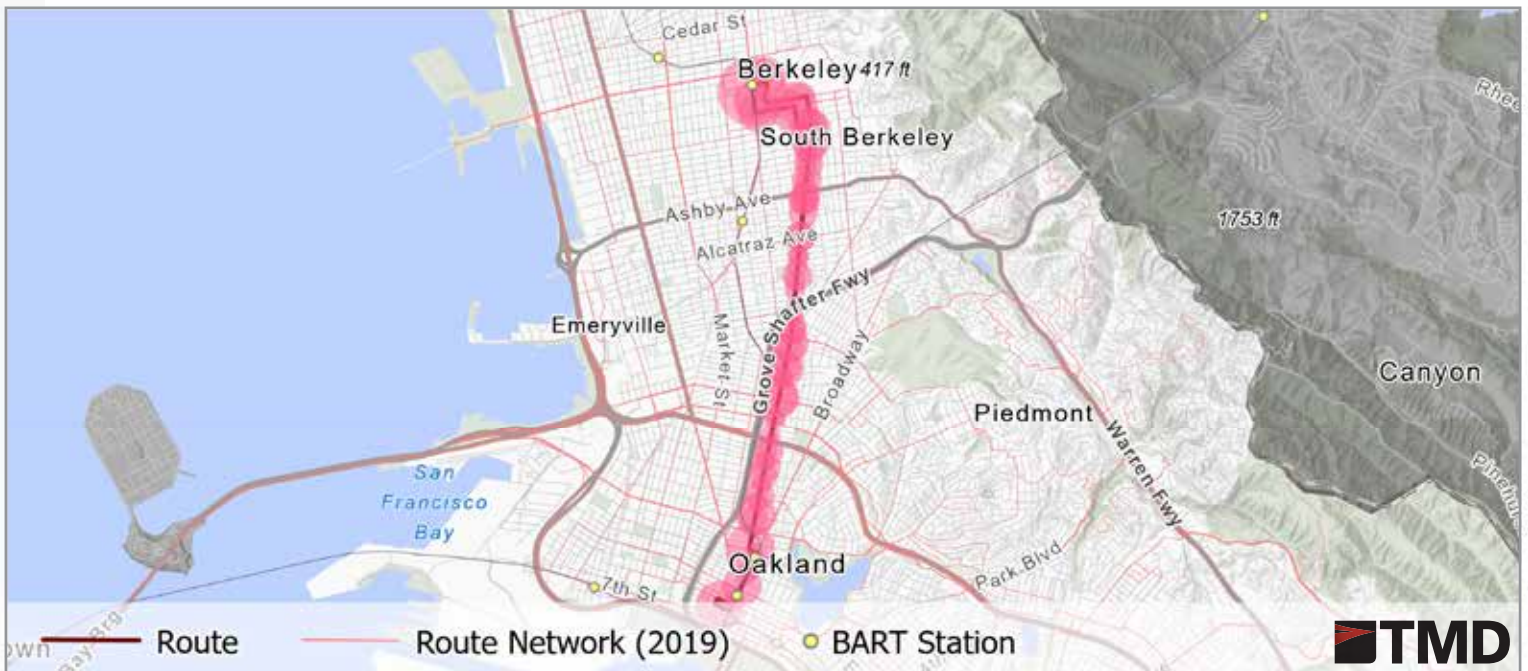 Cedar St
Berkeley 417 ft
South Berkeley
Ashby Ave
Alcatraz Ave
1753 ft
Grove Shafter Fwy
Emeryville
Market St
Broadway
Canyon
Piedmont
Warren Fwy
San
Francisco
Bay
Oakland
7th St
Park Blvd
Bay Brg
Route
Route Network (2019)
BART Station
TMD